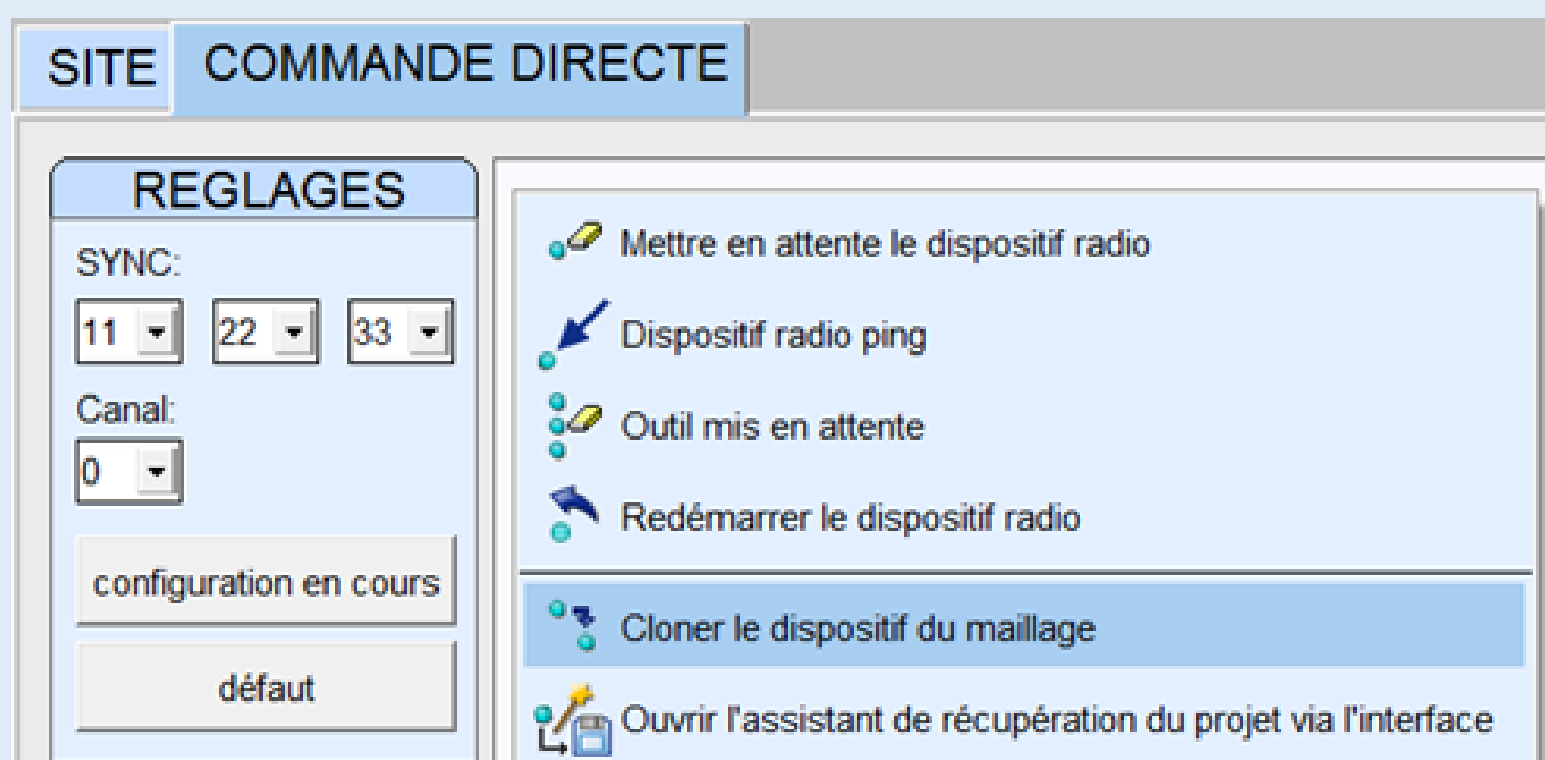 SITE COMMANDE DIRECTE
REGLAGES
SYNC:
11 22 33
Canal:
0
configuration en cours
défaut
Mettre en attente le dispositif radio
Dispositif radio ping
Outil mis en attente
Redémarrer le dispositif radio
Cloner le dispositif du maillage
Ouvrir l'assistant de récupération du projet via l'interface